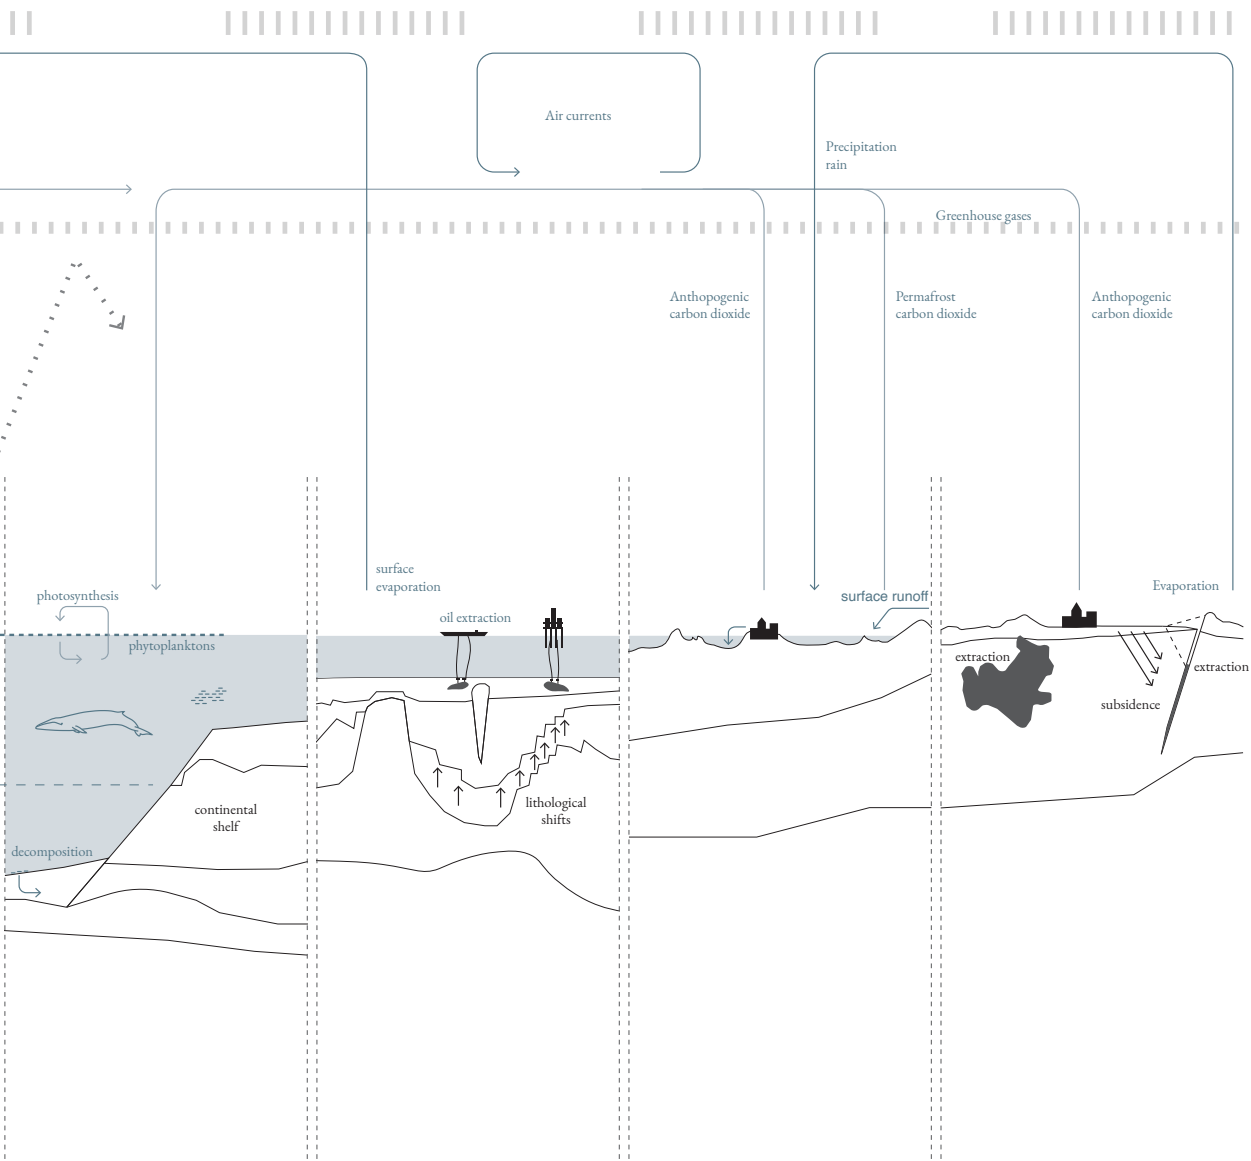 Air currents
Precipitation
rain
Greenhouse gases
Anthopogenic
carbon dioxide
Permafrost
carbon dioxide
Anthopogenic
carbon dioxide
surface
evaporation
photosynthesis
oil extraction
surface runoff
Evaporation
phytoplanktons
extraction
extraction
subsidence
continental
shelf
lithological
shifts
decomposition